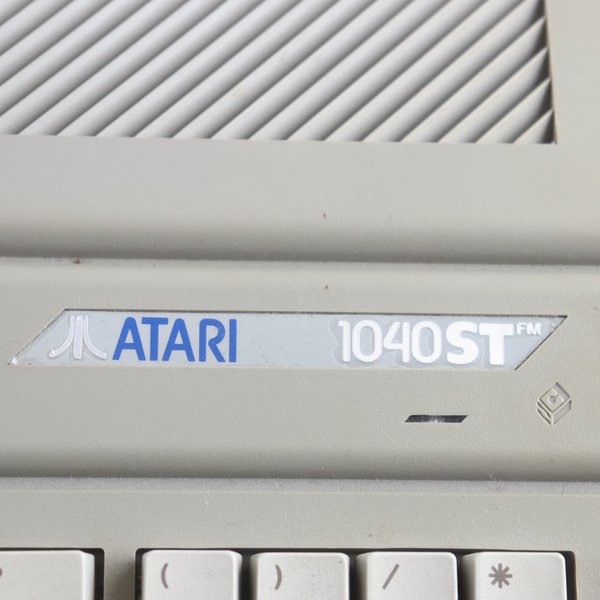 ATARI 1040STFM
( ) / *